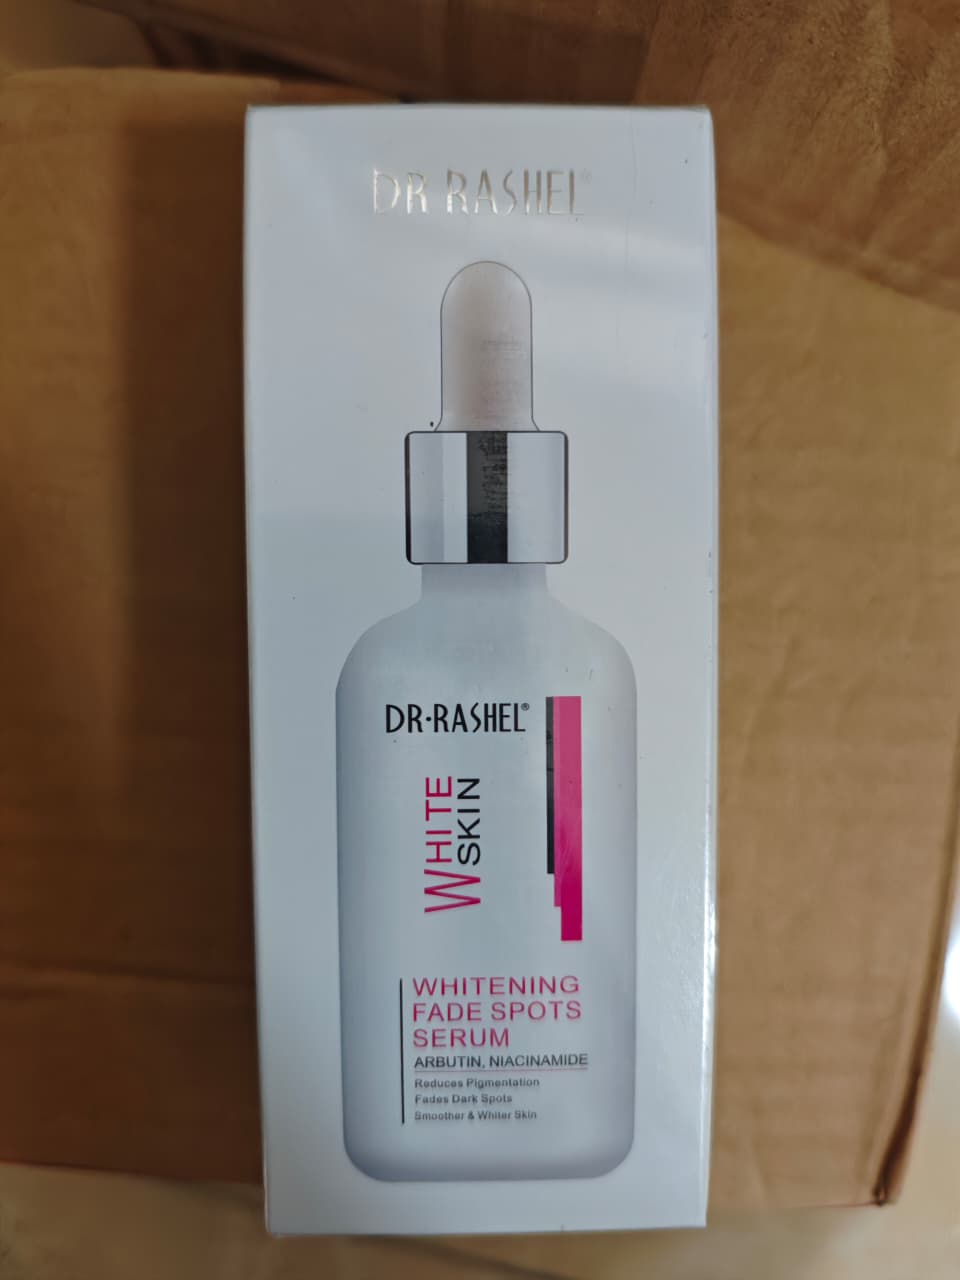 DR RASHEL®
DR·RASHEL®
WHITE
SKIN
WHITENING
FADE SPOTS
SERUM
ARBUTIN, NIACINAMIDE
Reduces Pigmentation
Fades Dark Spots
Smoother & Whiter Skin